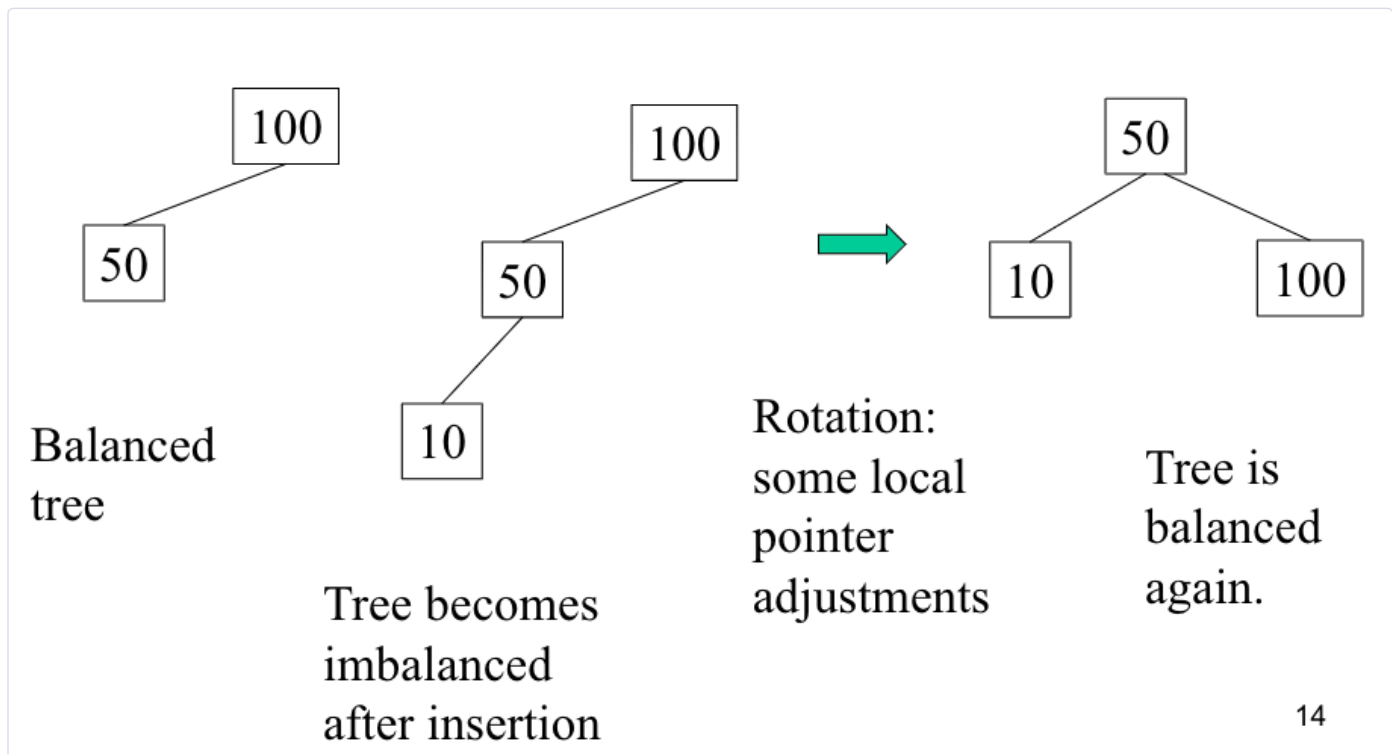 100
50
Balanced
tree
100
50
10
Tree becomes
imbalanced
after insertion
Rotation:
some local
pointer
adjustments
50
10
100
Tree is
balanced
again.
14